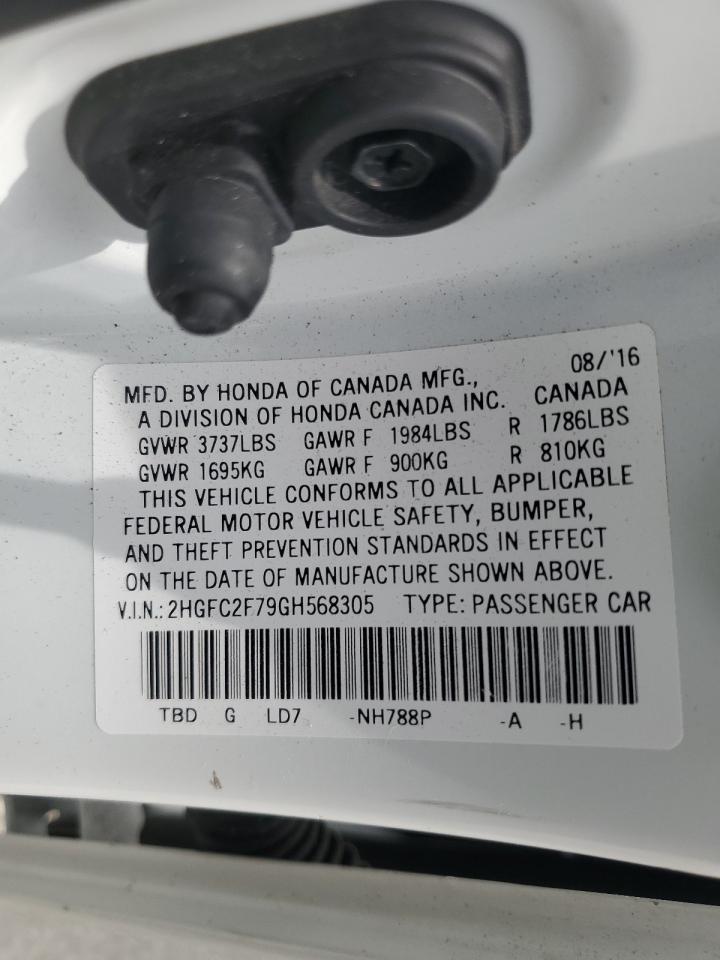 08/'16
MFD. BY HONDA OF CANADA MFG.,
A DIVISION OF HONDA CANADA INC. CANADA
GVWR 3737LBS GAWR F 1984LBS R 1786LBS
GVWR 1695KG GAWR F 900KG R 810KG
THIS VEHICLE CONFORMS TO ALL APPLICABLE
FEDERAL MOTOR VEHICLE SAFETY, BUMPER,
AND THEFT PREVENTION STANDARDS IN EFFECT
ON THE DATE OF MANUFACTURE SHOWN ABOVE.
V.I.N.: 2HGFC2F79GH568305 TYPE: PASSENGER CAR
TBD G LD7 -NH788P -A -H